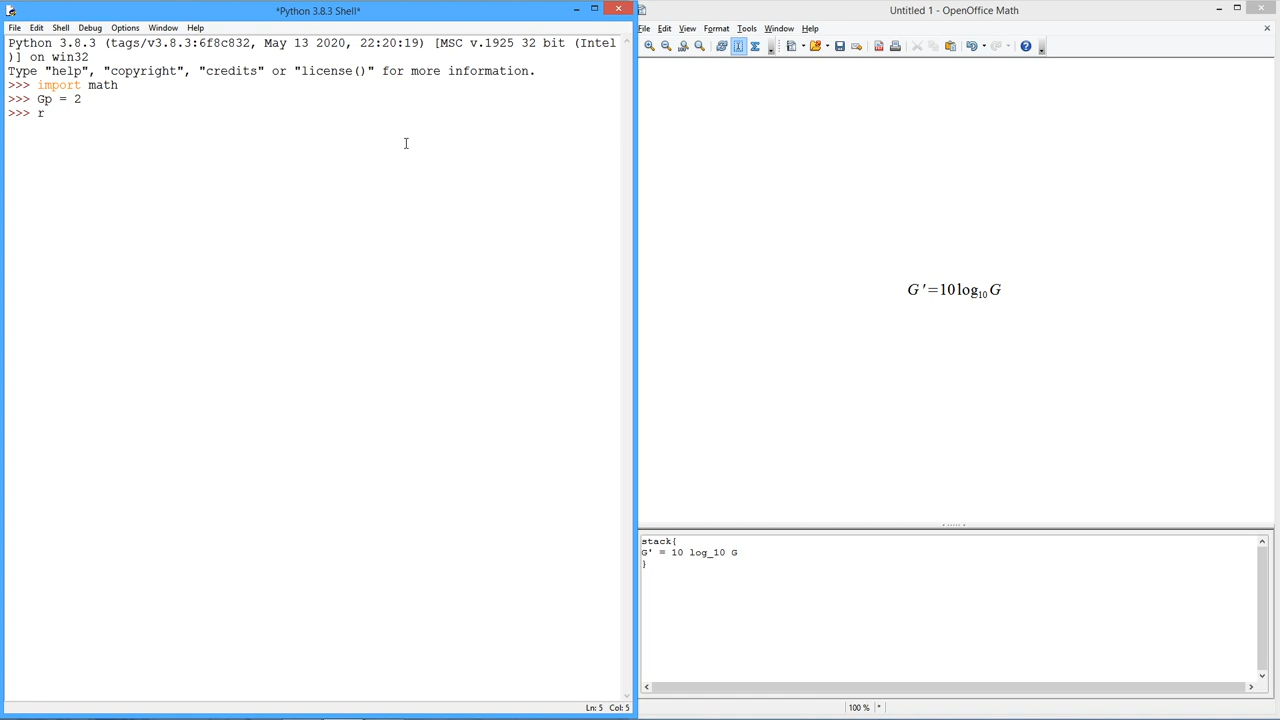 *Python 3.8.3 Shell*
File Edit Shell Debug Options Window Help
Python 3.8.3 (tags/v3.8.3:6f8c832, May 13 2020, 22:20:19) [MSC v.1925 32 bit (Intel
)] on win32
Type "help", "copyright", "credits" or "license()" for more information.
>>> import math
>>> Gp = 2
>>> r
Ln: 5 Col: 5
Untitled 1 - OpenOffice Math
File Edit View Format Tools Window Help
G'=10log₁₀G
stack{
G' = 10 log_10 G
}
100 % *